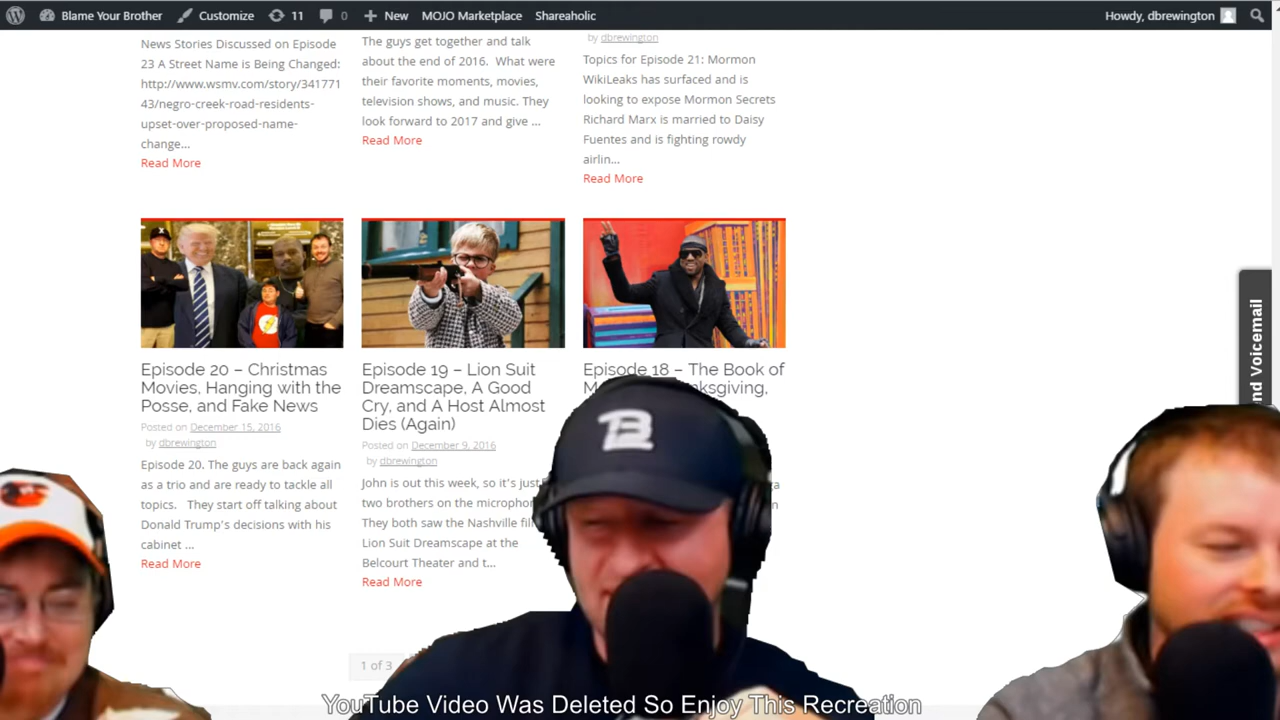 Blame Your Brother Customize 11 0 New MOJO Marketplace Shareaholic Howdy, dbrewington
News Stories Discussed on Episode
23 A Street Name is Being Changed:
http://www.wsmv.com/story/341771
43/negro-creek-road-residents-
upset-over-proposed-name-
change...
Read More
The guys get together and talk
about the end of 2016. What were
their favorite moments, movies,
television shows, and music. They
look forward to 2017 and give ...
Read More
by dbrewington
Topics for Episode 21: Mormon
WikiLeaks has surfaced and is
looking to expose Mormon Secrets
Richard Marx is married to Daisy
Fuentes and is fighting rowdy
airlin...
Read More
Episode 20 – Christmas
Movies, Hanging with the
Posse, and Fake News
Posted on December 15, 2016
by dbrewington
Episode 20. The guys are back again
as a trio and are ready to tackle all
topics. They start off talking about
Donald Trump's decisions with his
cabinet ...
Read More
Episode 19 – Lion Suit
Dreamscape, A Good
Cry, and A Host Almost
Dies (Again)
Posted on December 9, 2016
by dbrewington
John is out this week, so it's just
two brothers on the microphon
They both saw the Nashville fil
Lion Suit Dreamscape at the
Belcourt Theater and t...
Read More
Episode 18 – The Book of
nksgiving,
nd Voicemail
1 of 3
YouTube Video Was Deleted So Enjoy This Recreation